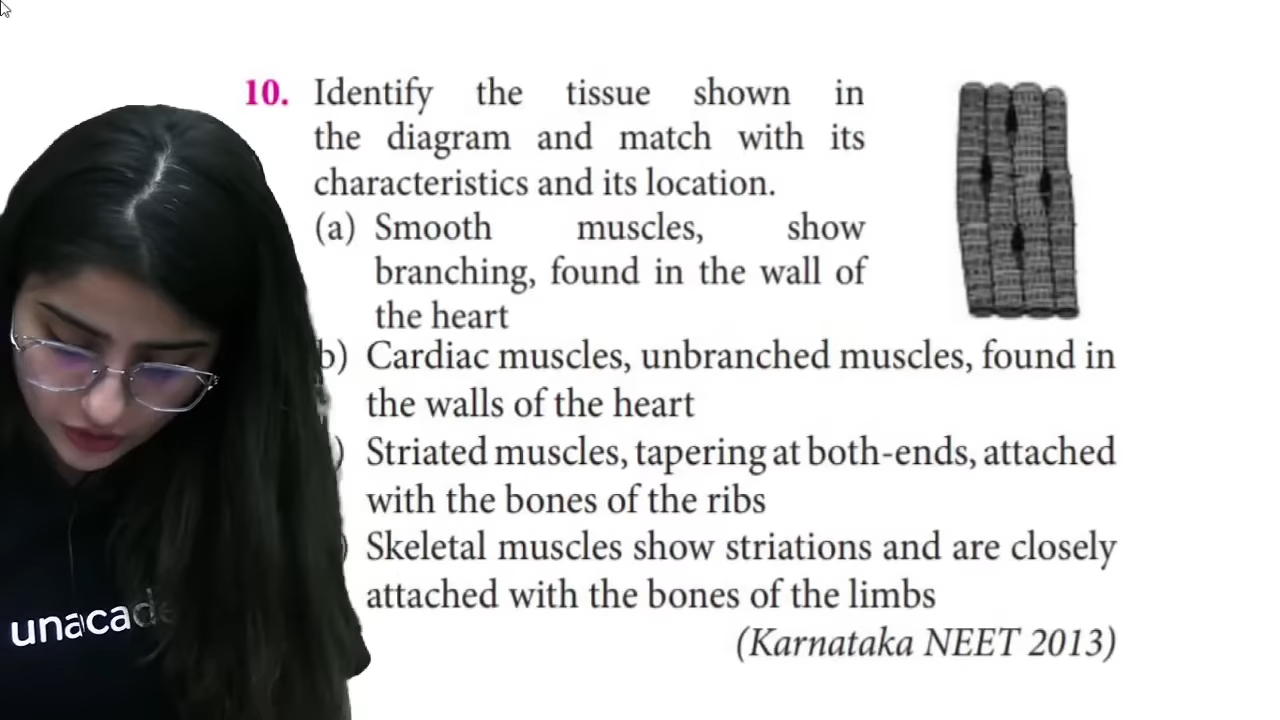 10. Identify the tissue shown in
the diagram and match with its
characteristics and its location.
(a) Smooth muscles, show
branching, found in the wall of
the heart
b) Cardiac muscles, unbranched muscles, found in
the walls of the heart
) Striated muscles, tapering at both-ends, attached
with the bones of the ribs
) Skeletal muscles show striations and are closely
attached with the bones of the limbs
(Karnataka NEET 2013)
unacade